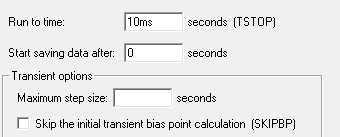 Run to time: 10ms seconds (TSTOP)
Start saving data after: 0 seconds
Transient options
Maximum step size: seconds
Skip the initial transient bias point calculation (SKIPBP)